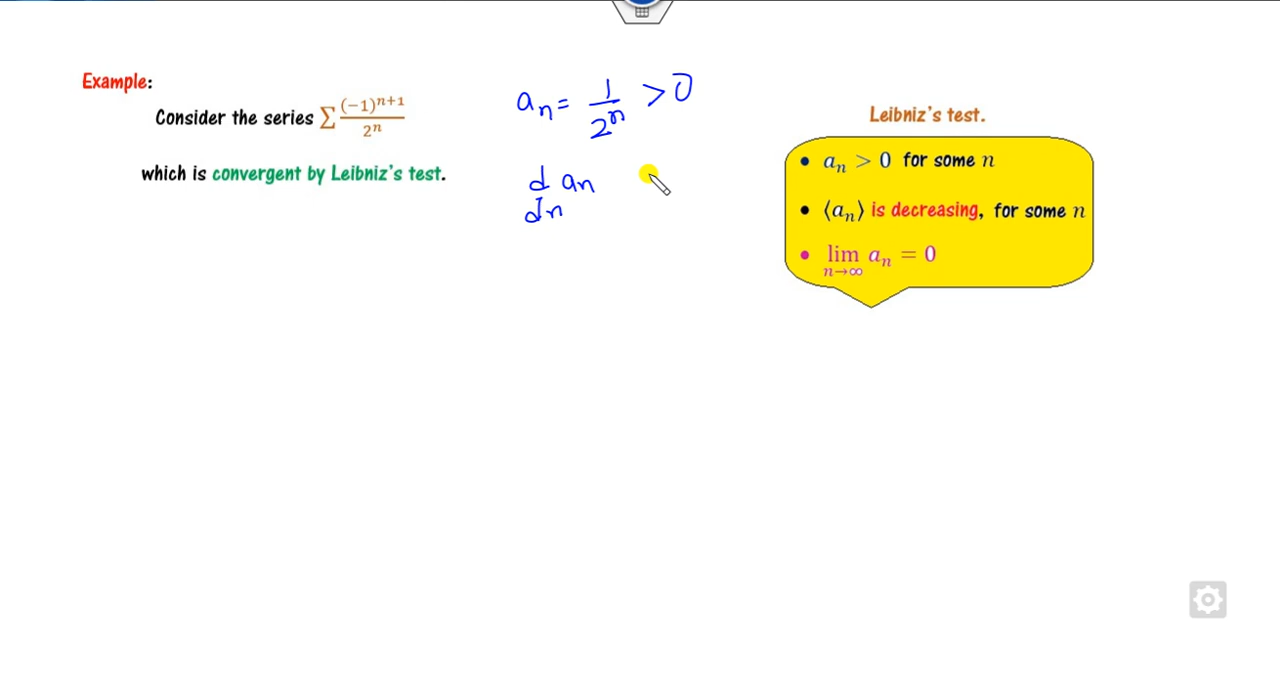 Example:
Consider the series ∑ (-1)^{n+1}/2^n
which is convergent by Leibniz's test.
a_n = 1/2^n > 0
d/dn a_n
Leibniz's test.
• a_n > 0 for some n
• ⟨a_n⟩ is decreasing, for some n
• lim_{n→∞} a_n = 0